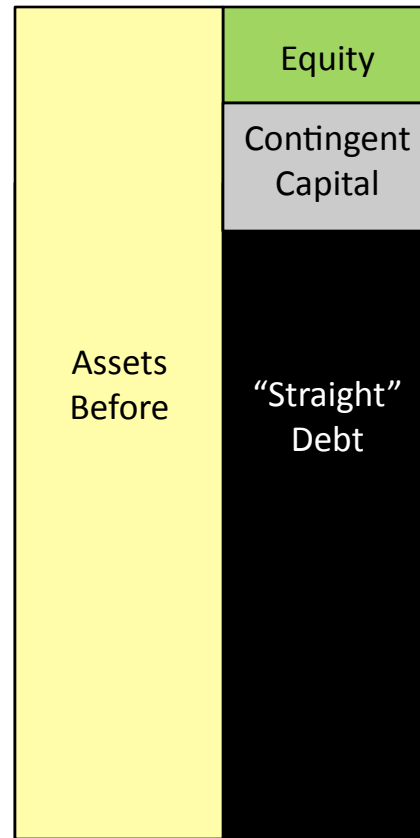 Equity
Contingent
Capital
Assets
Before
“Straight”
Debt